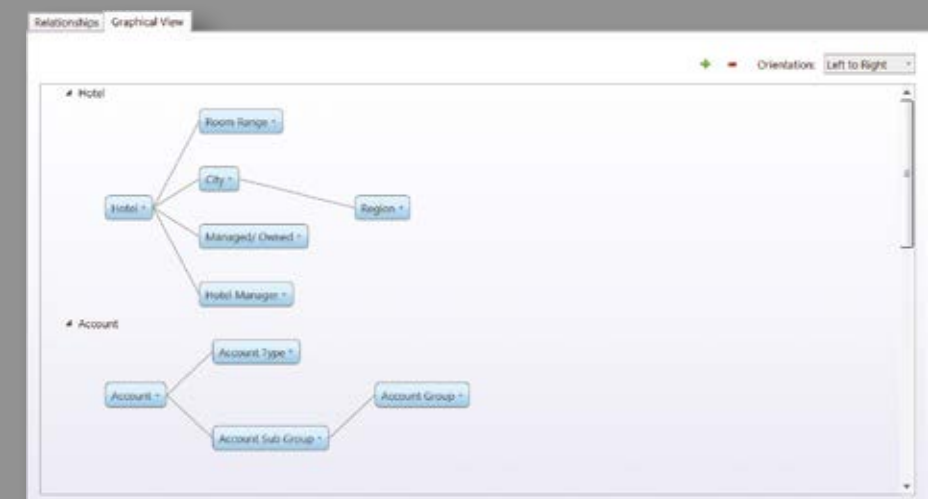 Relationships Graphical View
Orientation: Left to Right
Hotel
Room Range
City
Hotel
Region
Managed/ Owned
Hotel Manager
Account
Account Type
Account
Account Group
Account Sub Group